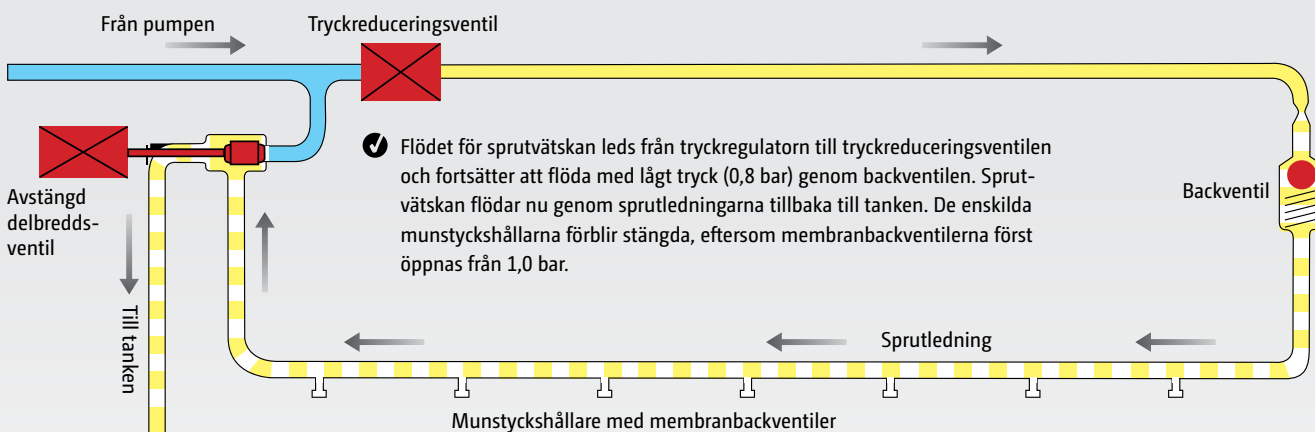 Från pumpen
Tryckreduceringsventil
Flödet för sprutvätskan leds från tryckregulatorn till tryckreduceringsventilen
och fortsätter att flöda med lågt tryck (0,8 bar) genom backventilen. Sprut-
vätskan flödar nu genom sprutledningarna tillbaka till tanken. De enskilda
munstyckshållarna förblir stängda, eftersom membranbackventilerna först
öppnas från 1,0 bar.
Avstängd
delbredds-
ventil
Backventil
Till tanken
Sprutledning
Munstyckshållare med membranbackventiler